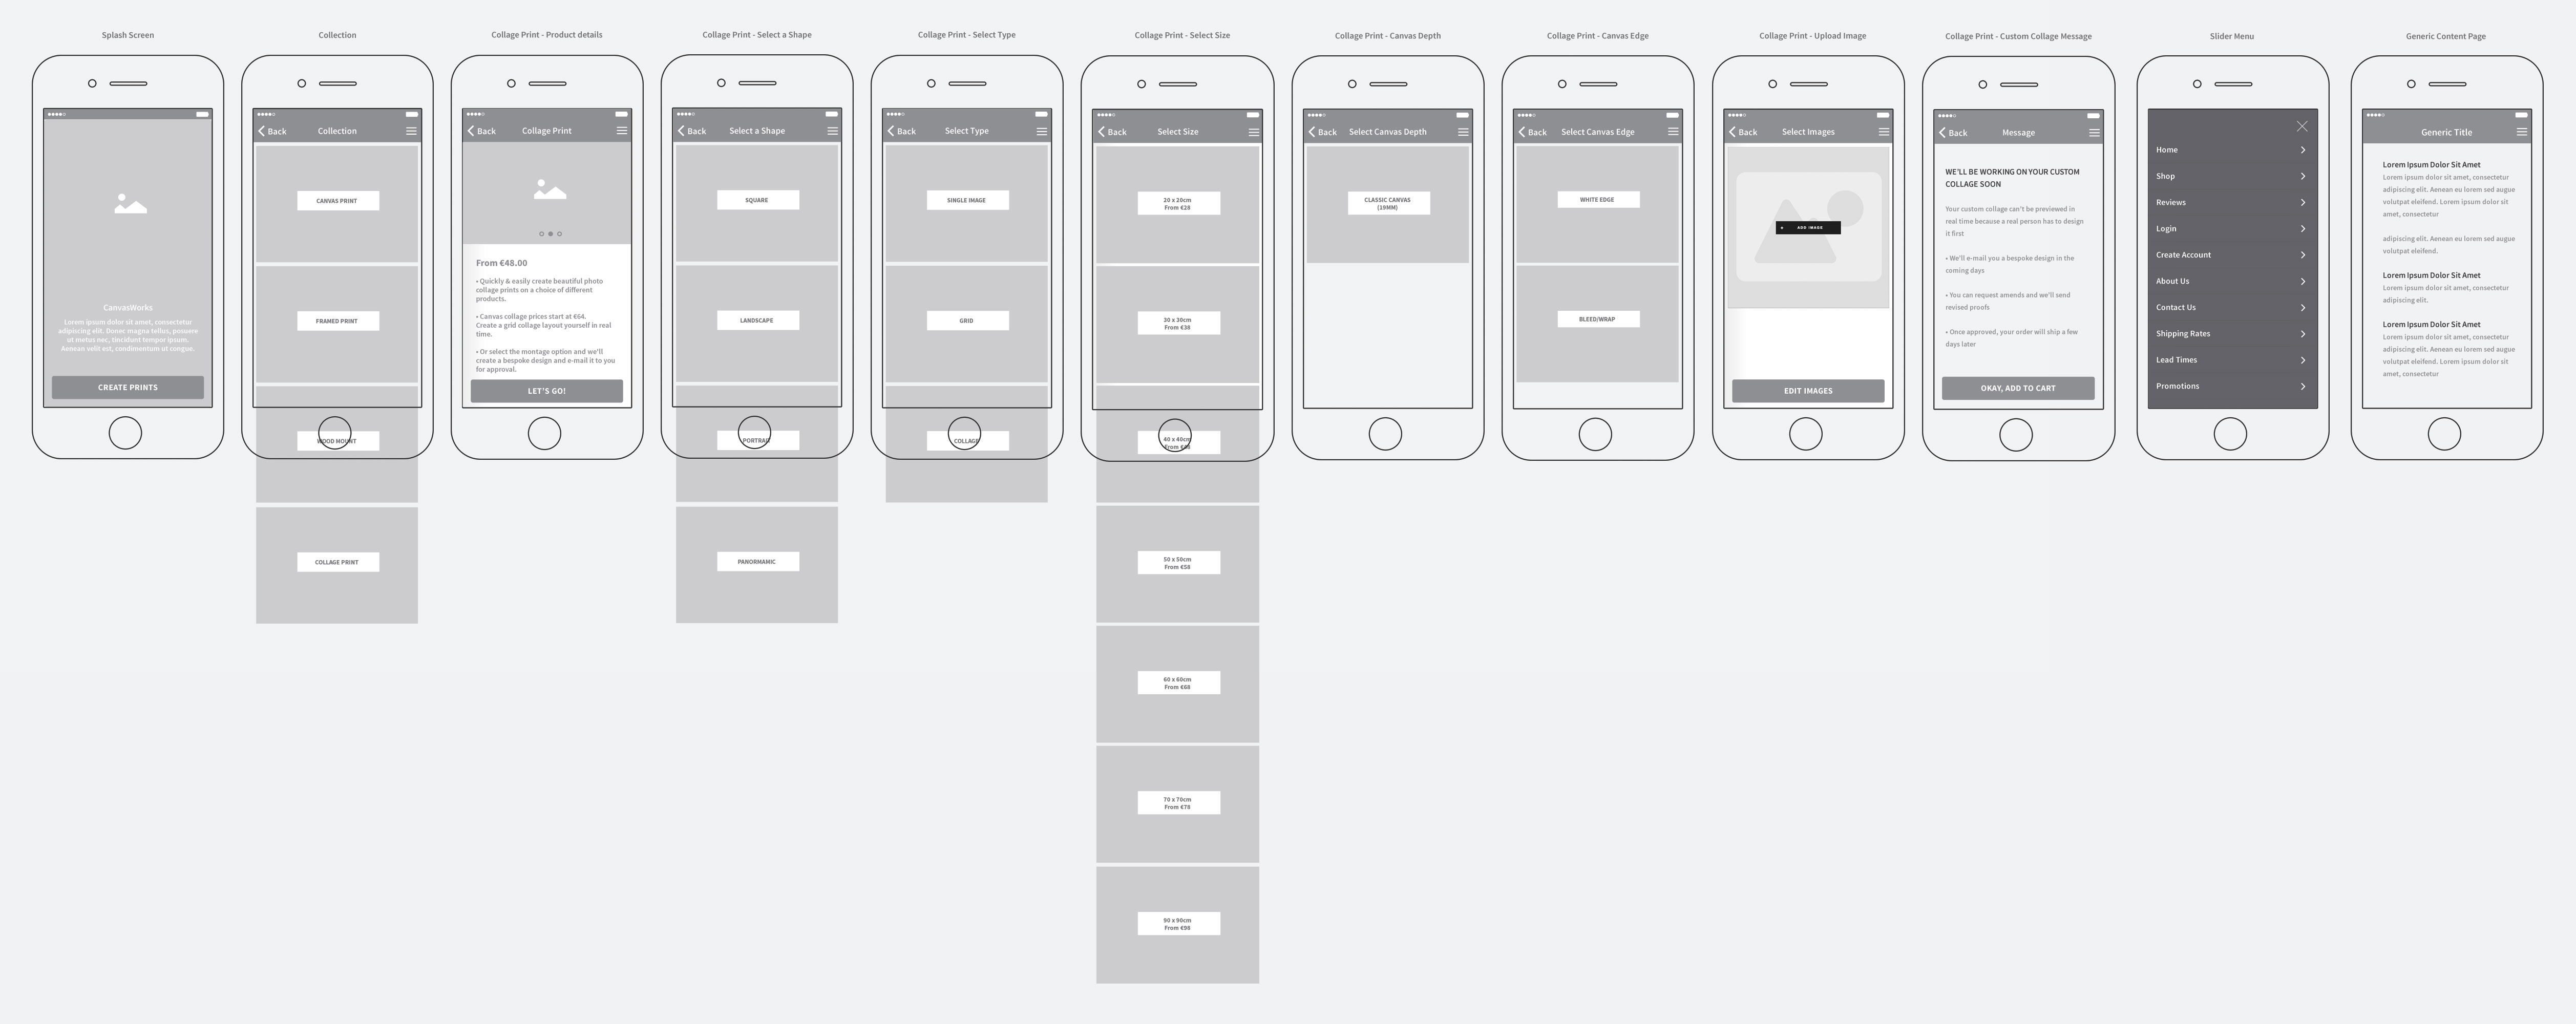 Splash Screen
CanvasWorks
Lorem ipsum dolor sit amet, consectetur
adipiscing elit. Donec magna tellus, posuere
ut metus nec, tincidunt tempor ipsum.
Aenean velit est, condimentum ut congue.
CREATE PRINTS
Collection
Back
Collection
CANVAS PRINT
FRAMED PRINT
WOOD MOUNT
COLLAGE PRINT
Collage Print - Product details
Back
Collage Print
From €48.00
• Quickly & easily create beautiful photo
collage prints on a choice of different
products.
• Canvas collage prices start at €64.
Create a grid collage layout yourself in real
time.
• Or select the montage option and we'll
create a bespoke design and e-mail it to you
for approval.
LET'S GO!
Collage Print - Select a Shape
Back
Select a Shape
SQUARE
LANDSCAPE
PORTRAIT
PANORMAMIC
Collage Print - Select Type
Back
Select Type
SINGLE IMAGE
GRID
COLLAGE
Collage Print - Select Size
Back
Select Size
20 x 20cm
From €28
30 x 30cm
From €38
40 x 40cm
From €48
50 x 50cm
From €58
60 x 60cm
From €68
70 x 70cm
From €78
90 x 90cm
From €98
Collage Print - Canvas Depth
Back
Select Canvas Depth
CLASSIC CANVAS
(19MM)
Collage Print - Canvas Edge
Back
Select Canvas Edge
WHITE EDGE
BLEED/WRAP
Collage Print - Upload Image
Back
Select Images
ADD IMAGE
EDIT IMAGES
Collage Print - Custom Collage Message
Back
Message
WE'LL BE WORKING ON YOUR CUSTOM
COLLAGE SOON
Your custom collage can't be previewed in
real time because a real person has to design
it first
• We'll e-mail you a bespoke design in the
coming days
• You can request amends and we'll send
revised proofs
• Once approved, your order will ship a few
days later
OKAY, ADD TO CART
Slider Menu
Home
Shop
Reviews
Login
Create Account
About Us
Contact Us
Shipping Rates
Lead Times
Promotions
Generic Content Page
Generic Title
Lorem Ipsum Dolor Sit Amet
Lorem ipsum dolor sit amet, consectetur
adipiscing elit. Aenean eu lorem sed augue
volutpat eleifend. Lorem ipsum dolor sit
amet, consectetur
adipiscing elit. Aenean eu lorem sed augue
volutpat eleifend.
Lorem Ipsum Dolor Sit Amet
Lorem ipsum dolor sit amet, consectetur
adipiscing elit.
Lorem Ipsum Dolor Sit Amet
Lorem ipsum dolor sit amet, consectetur
adipiscing elit. Aenean eu lorem sed augue
volutpat eleifend. Lorem ipsum dolor sit
amet, consectetur